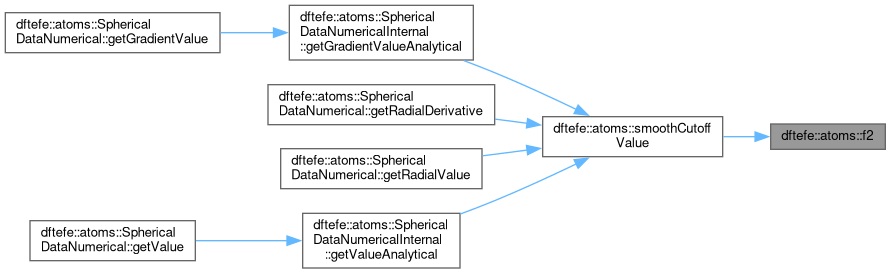 dftefe::atoms::Spherical
DataNumerical::getGradientValue
dftefe::atoms::Spherical
DataNumericalInternal
::getGradientValueAnalytical
dftefe::atoms::Spherical
DataNumerical::getRadialDerivative
dftefe::atoms::smoothCutoff
Value
dftefe::atoms::f2
dftefe::atoms::Spherical
DataNumerical::getRadialValue
dftefe::atoms::Spherical
DataNumerical::getValue
dftefe::atoms::Spherical
DataNumericalInternal
::getValueAnalytical